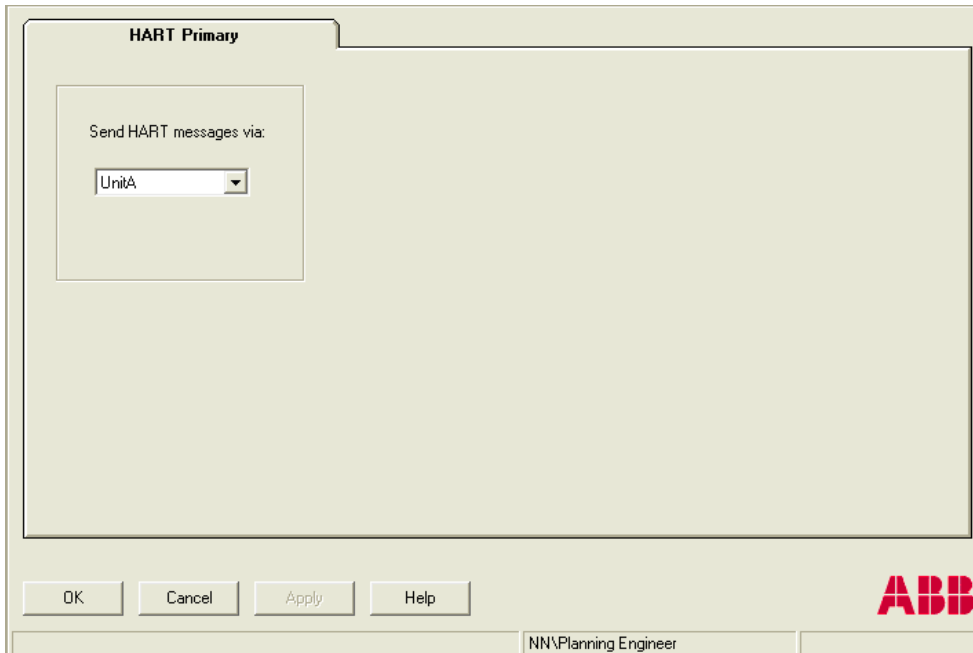 HART Primary
Send HART messages via:
UnitA
OK Cancel Apply Help
ABB
NN\Planning Engineer